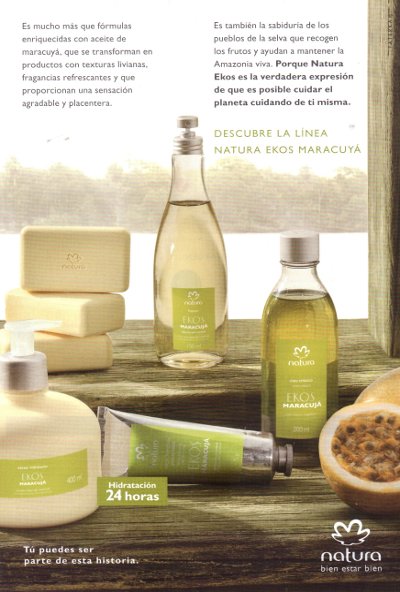 Es mucho más que fórmulas
enriquecidas con aceite de
maracuyá, que se transforman en
productos con texturas livianas,
fragancias refrescantes y que
proporcionan una sensación
agradable y placentera.
Es también la sabiduría de los
pueblos de la selva que recogen
los frutos y ayudan a mantener la
Amazonia viva. Porque Natura
Ekos es la verdadera expresión
de que es posible cuidar el
planeta cuidando de ti misma.
DESCUBRE LA LÍNEA
NATURA EKOS MARACUYÁ
natura
natura
EKOS
MARACUJÁ
natura
EKOS
MARACUJÁ
200ml
EKOS
MARACUJÁ
400 ml
natura
EKOS
MARACUJÁ
Hidratación
24 horas
Tú puedes ser
parte de esta historia.
natura
bien estar bien